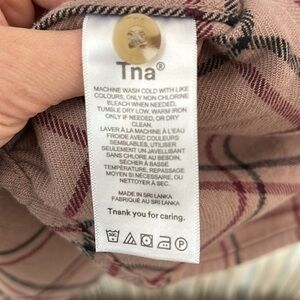 Tna®
MACHINE WASH COLD WITH LIKE
COLOURS, ONLY NON-CHLORINE
BLEACH WHEN NEEDED,
TUMBLE DRY LOW, WARM IRON
ONLY IF NEEDED, OR DRY
CLEAN.
LAVER À LA MACHINE À L'EAU
FROIDE AVEC COULEURS
SEMBLABLES, UTILISER
SEULEMENT UN JAVELLISANT
SANS CHLORE AU BESOIN,
SÉCHER À BASSE
TEMPÉRATURE, REPASSAGE
MOYEN SI NÉCESSAIRE, OU
NETTOYER À SEC.
MADE IN SRI LANKA
FABRIQUÉ AU SRI LANKA
Thank you for caring.